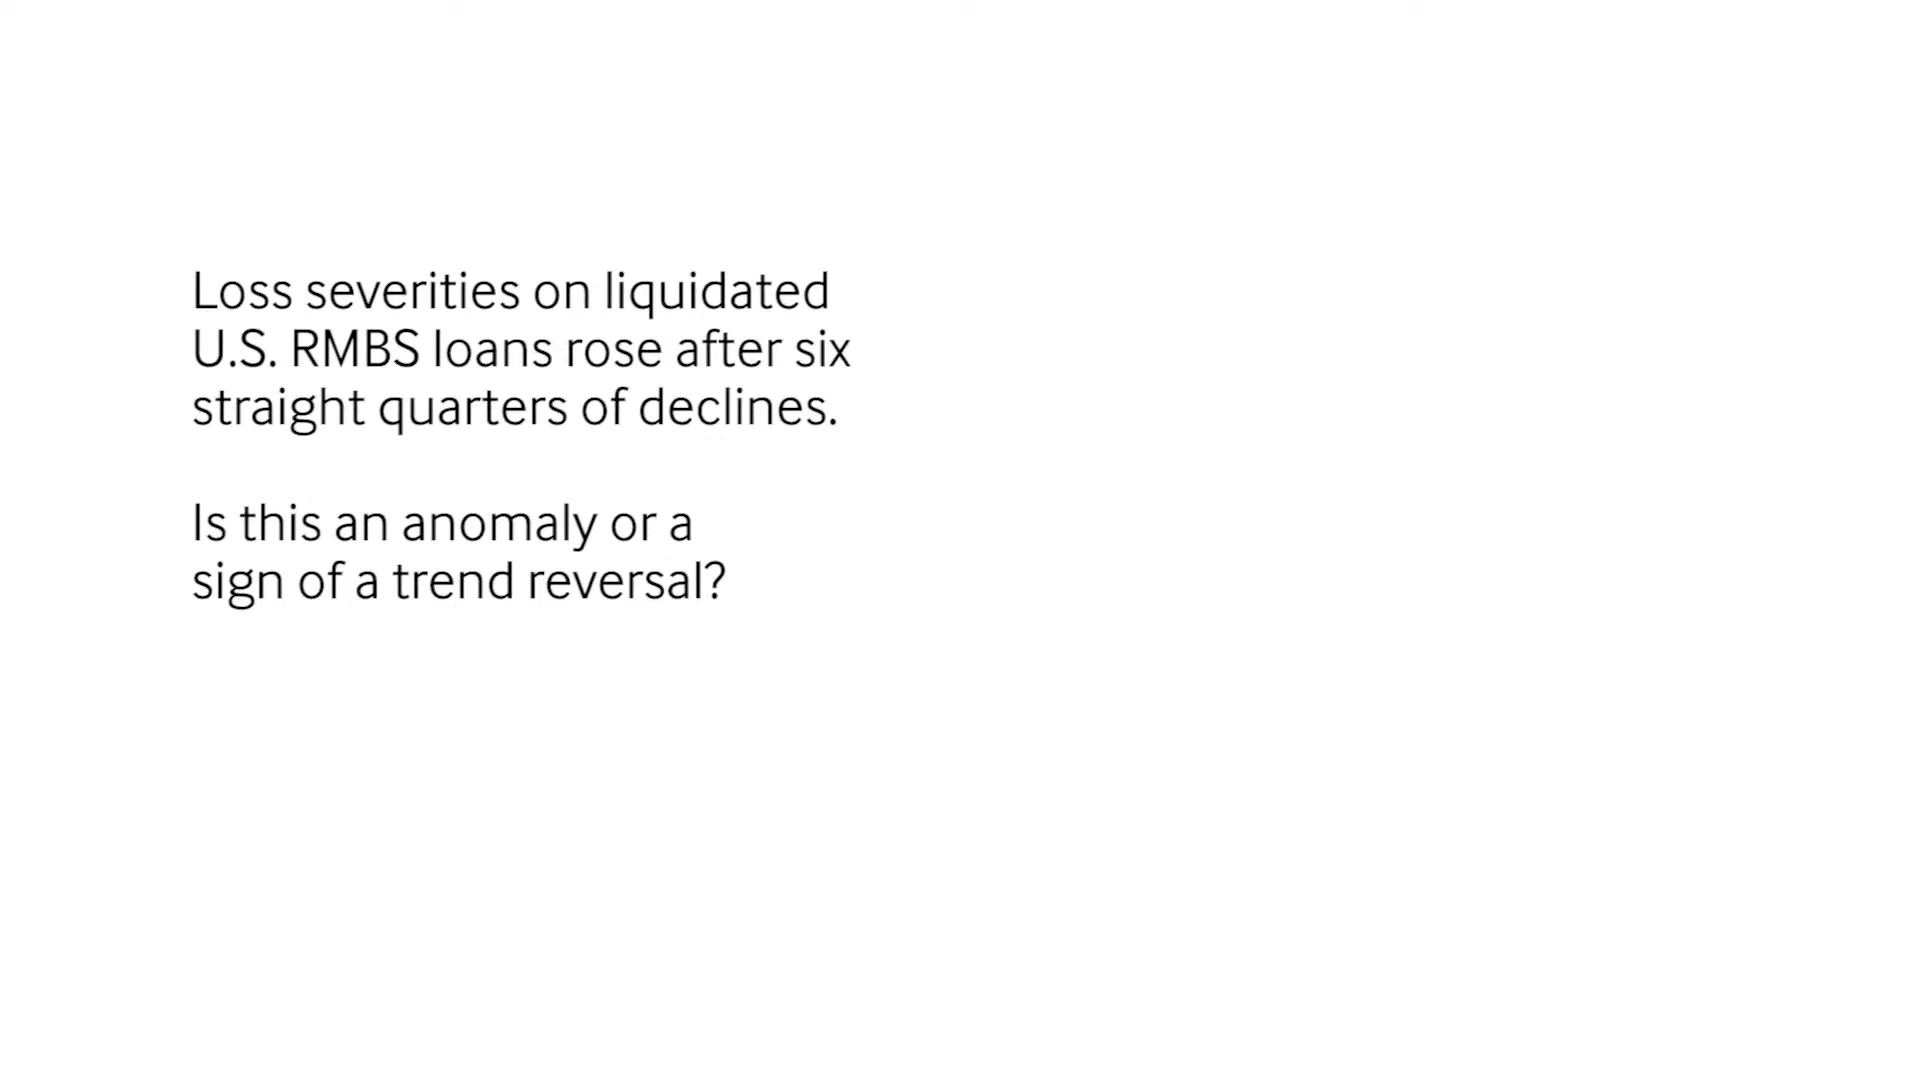 Loss severities on liquidated
U.S. RMBS loans rose after six
straight quarters of declines.
Is this an anomaly or a
sign of a trend reversal?